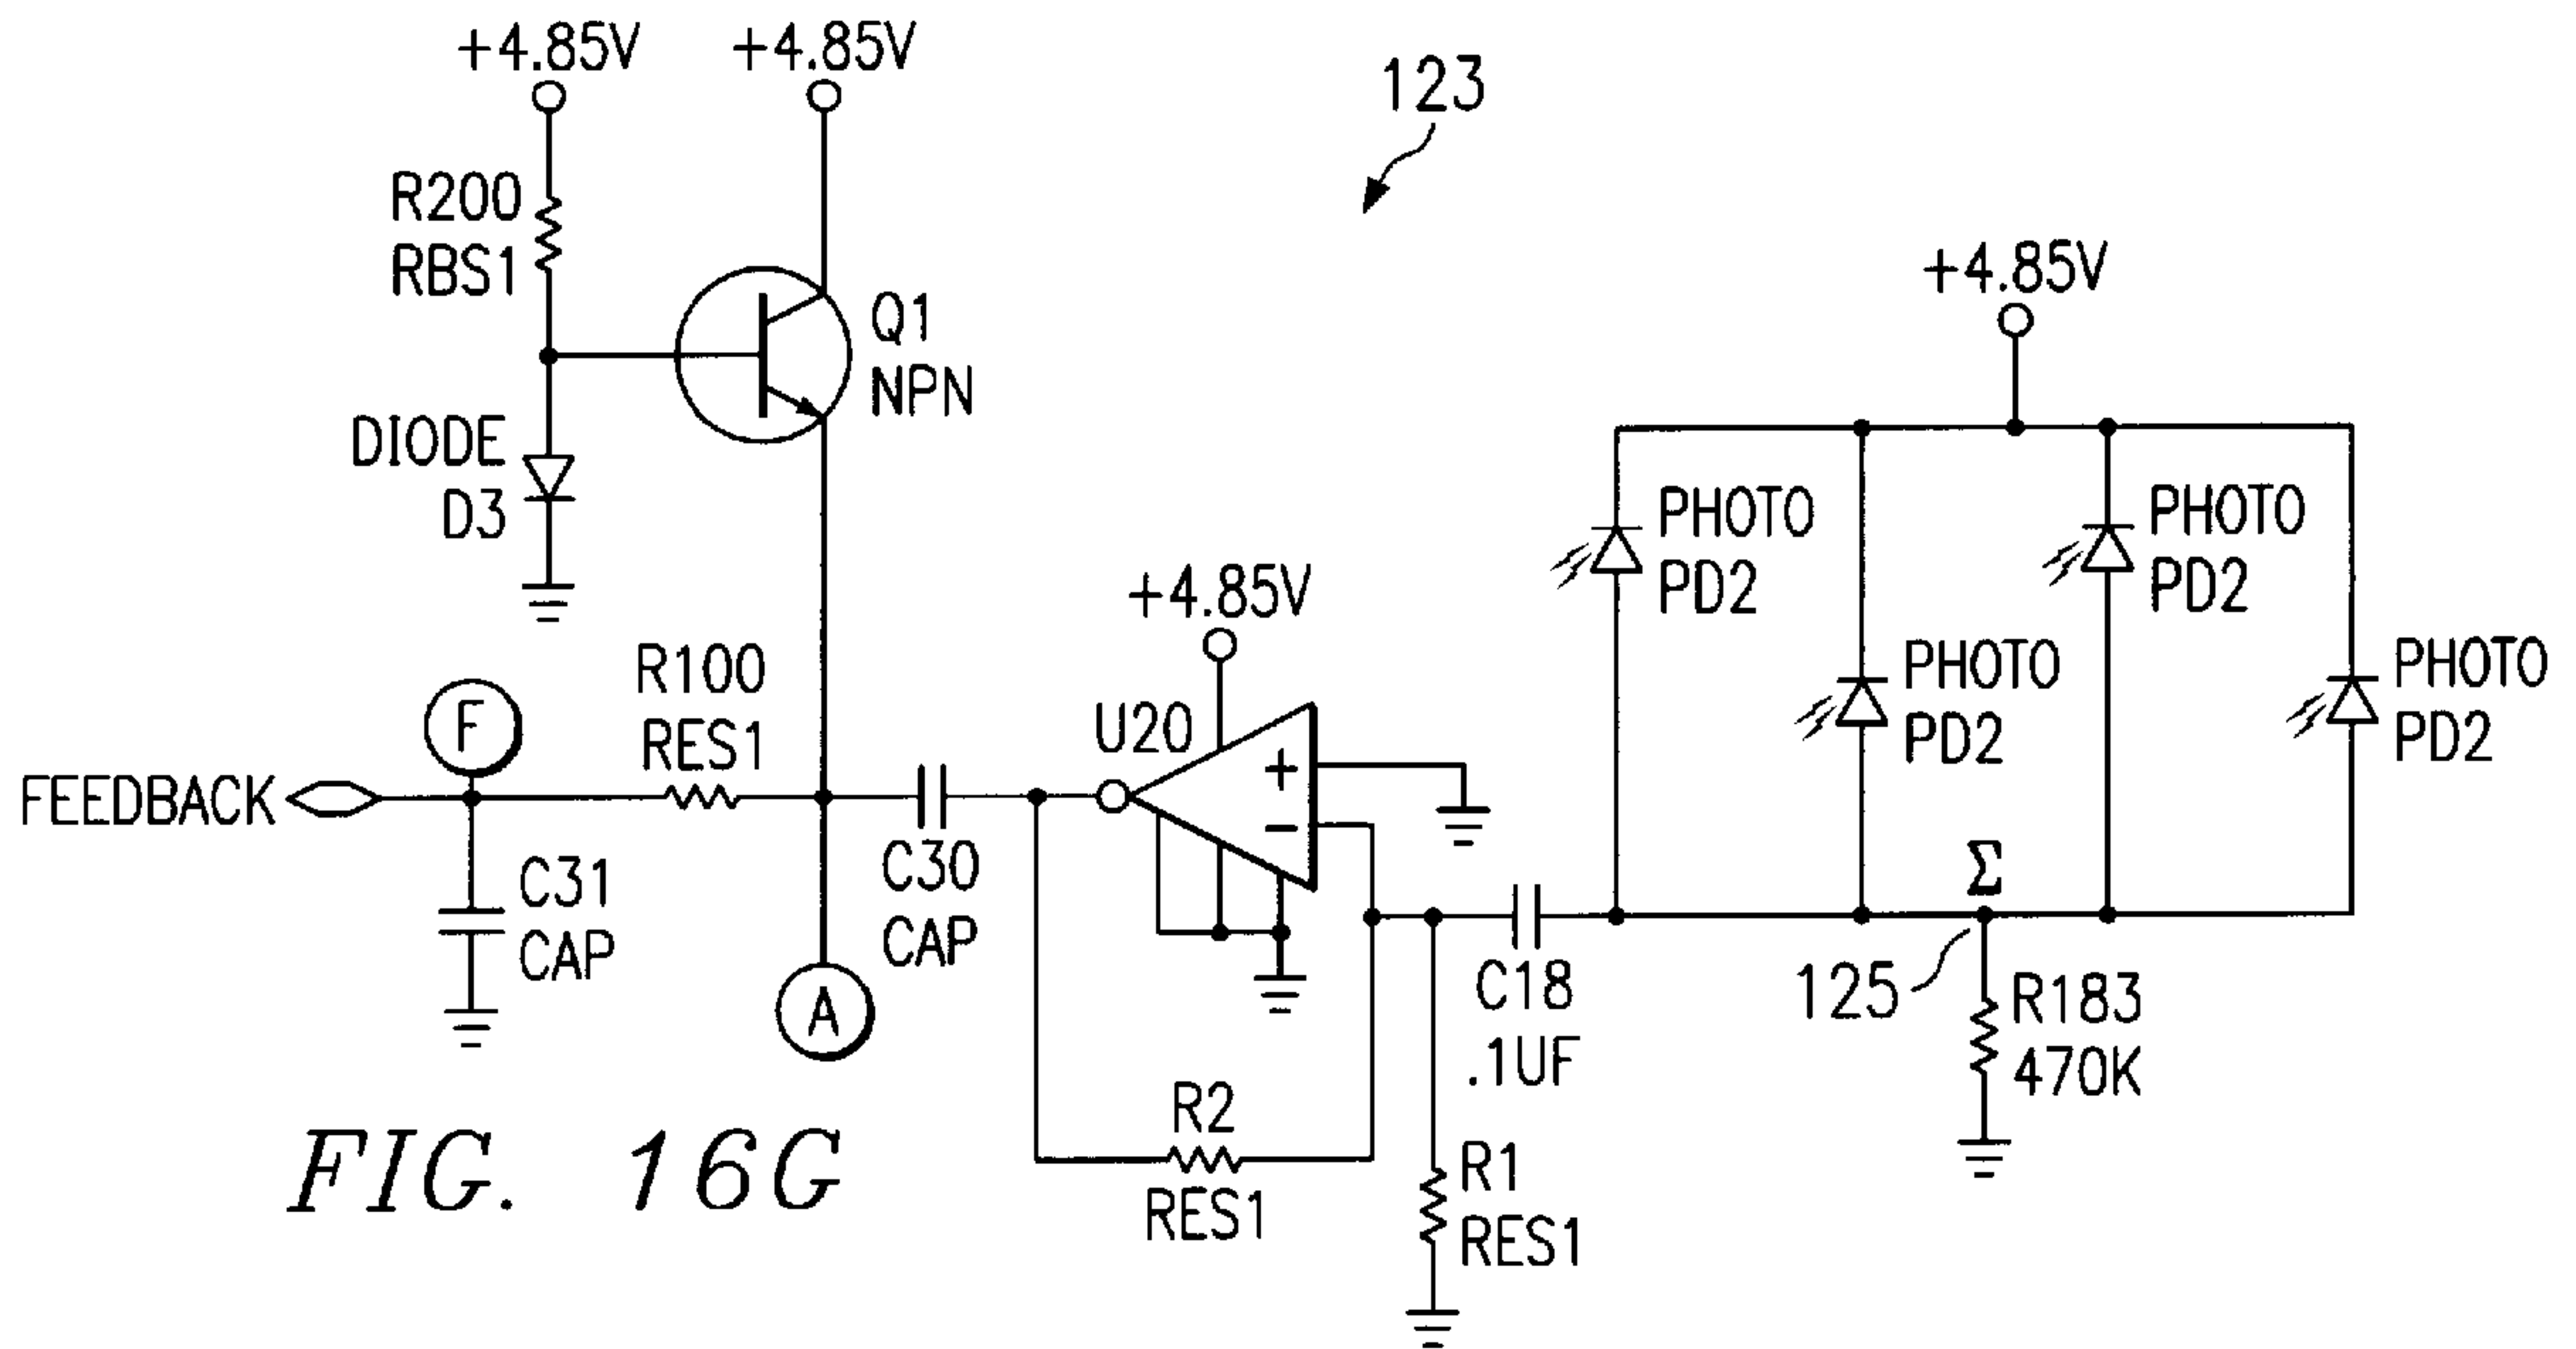 +4.85V
+4.85V
123
R200
RBS1
+4.85V
Q1
NPN
DIODE
D3
PHOTO
PD2
PHOTO
PD2
+4.85V
R100
RES1
PHOTO
PD2
PHOTO
PD2
F
U20
FEEDBACK
+
−
C31
CAP
C30
CAP
Σ
A
C18
.1UF
125
R183
470K
R2
RES1
R1
RES1
FIG. 16G